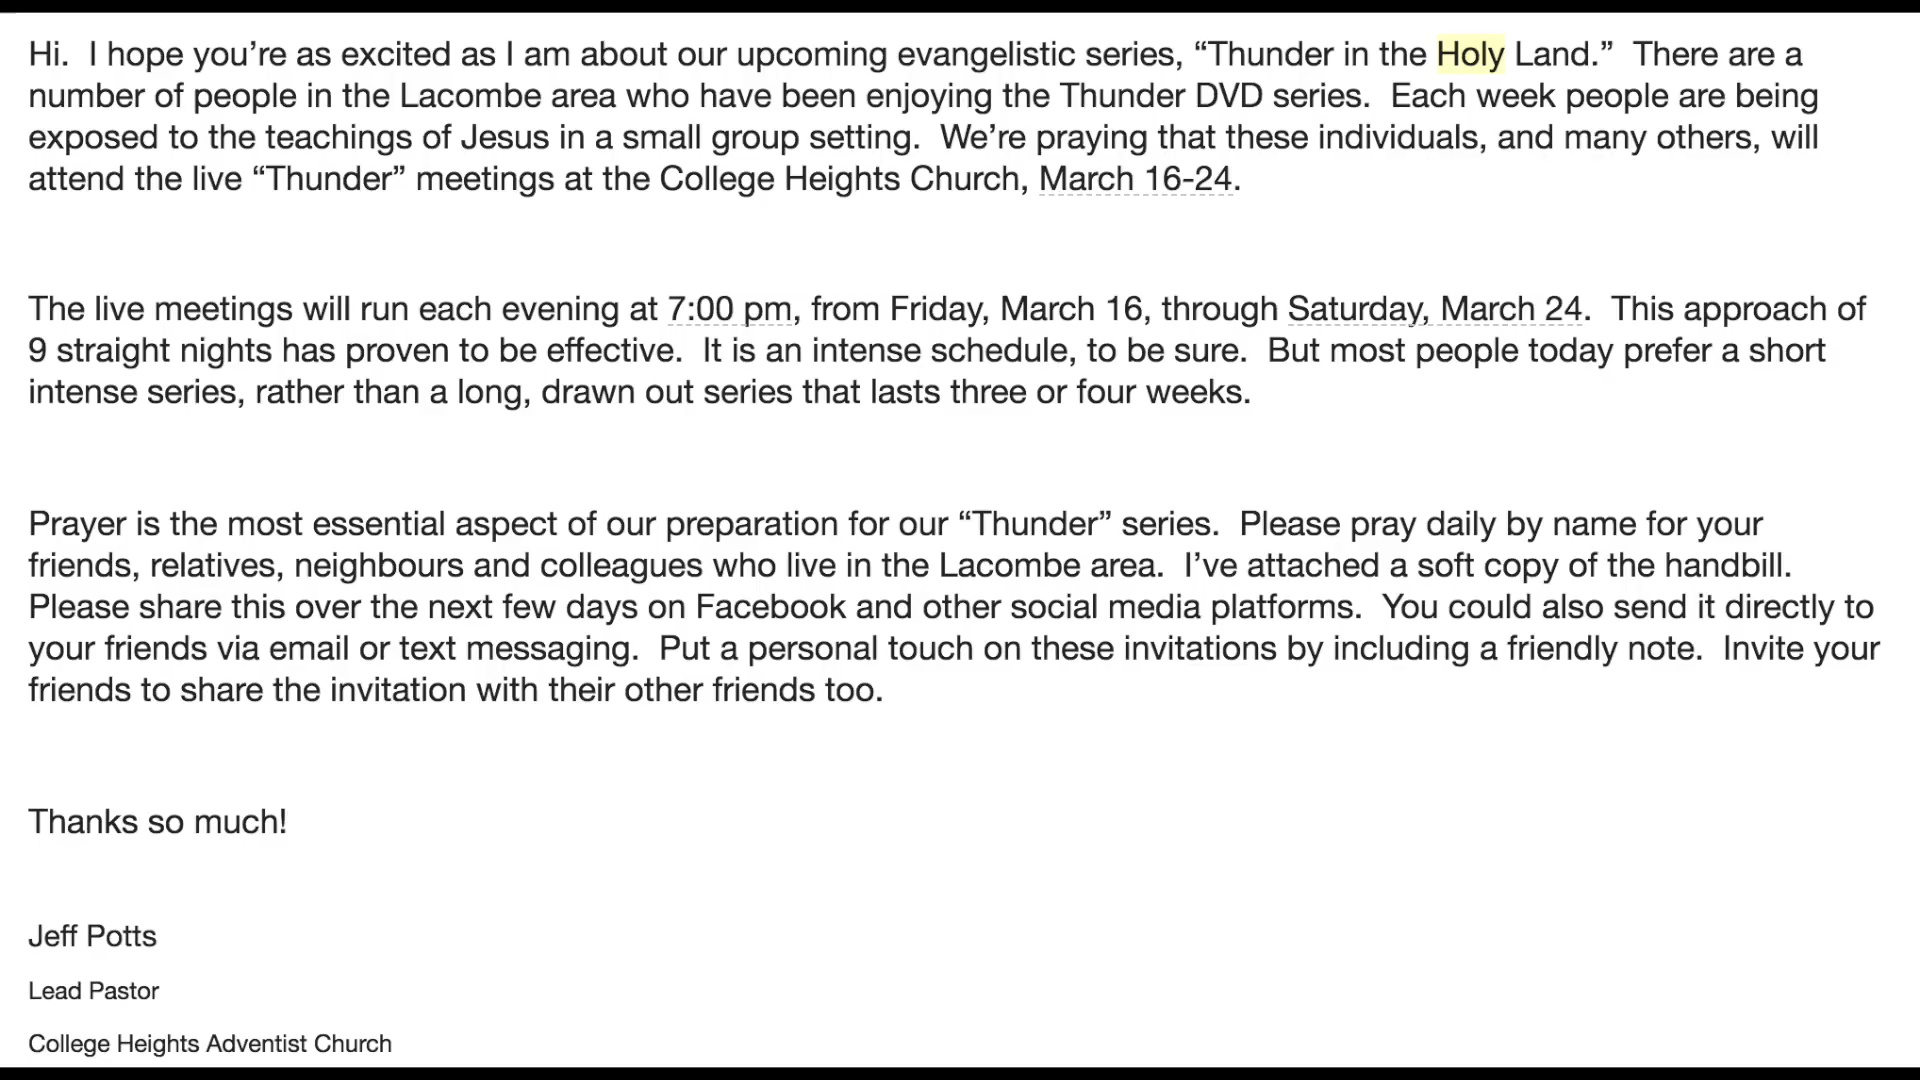 Hi.  I hope you’re as excited as I am about our upcoming evangelistic series, “Thunder in the Holy Land.”  There are a
number of people in the Lacombe area who have been enjoying the Thunder DVD series.  Each week people are being
exposed to the teachings of Jesus in a small group setting.  We’re praying that these individuals, and many others, will
attend the live “Thunder” meetings at the College Heights Church, March 16-24.
The live meetings will run each evening at 7:00 pm, from Friday, March 16, through Saturday, March 24.  This approach of
9 straight nights has proven to be effective.  It is an intense schedule, to be sure.  But most people today prefer a short
intense series, rather than a long, drawn out series that lasts three or four weeks.
Prayer is the most essential aspect of our preparation for our “Thunder” series.  Please pray daily by name for your
friends, relatives, neighbours and colleagues who live in the Lacombe area.  I’ve attached a soft copy of the handbill.
Please share this over the next few days on Facebook and other social media platforms.  You could also send it directly to
your friends via email or text messaging.  Put a personal touch on these invitations by including a friendly note.  Invite your
friends to share the invitation with their other friends too.
Thanks so much!
Jeff Potts
Lead Pastor
College Heights Adventist Church